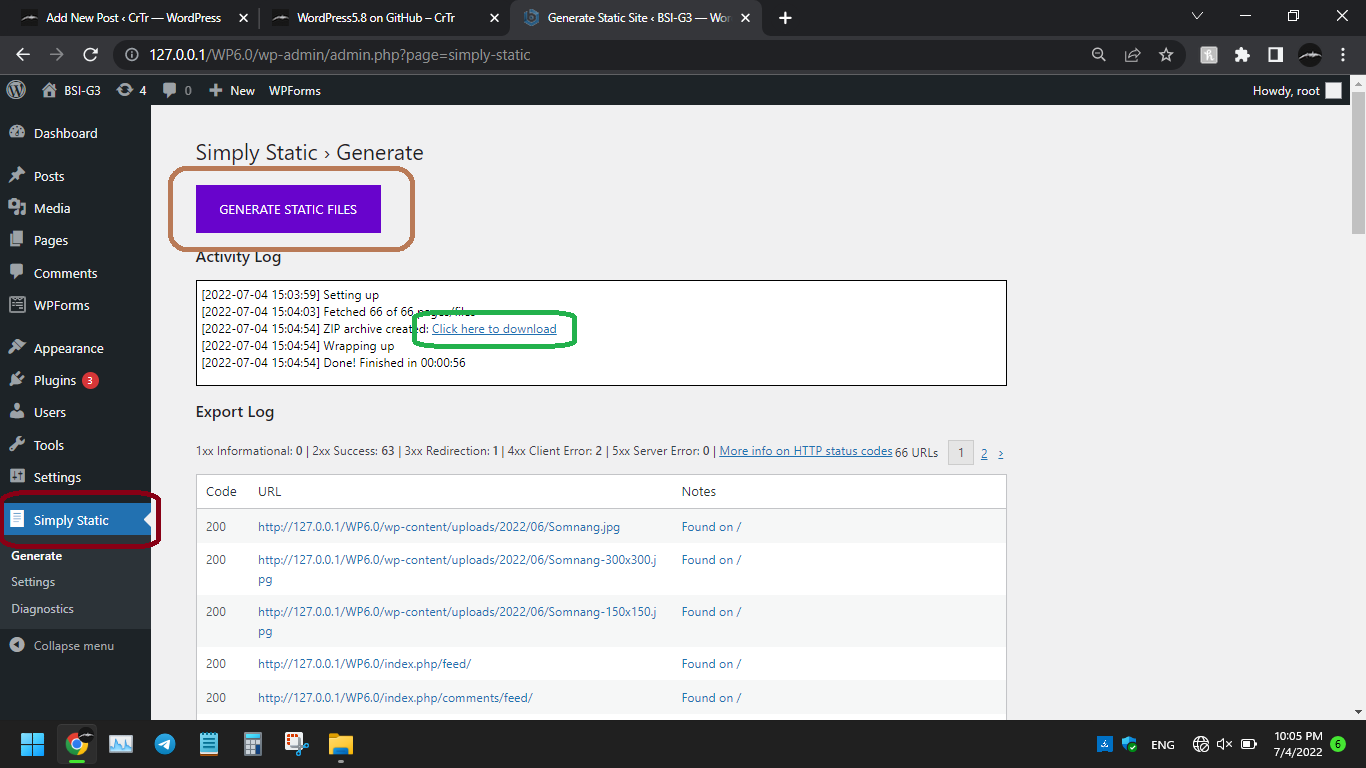 Add New Post ‹ CrTr — WordPress
WordPress5.8 on GitHub – CrTr
Generate Static Site ‹ BSI-G3 — Wor
127.0.0.1/WP6.0/wp-admin/admin.php?page=simply-static
BSI-G3 4 0 New WPForms
Howdy, root
Dashboard
Posts
Media
Pages
Comments
WPForms
Appearance
Plugins 3
Users
Tools
Settings
Simply Static
Generate
Settings
Diagnostics
Collapse menu
Simply Static › Generate
GENERATE STATIC FILES
Activity Log
[2022-07-04 15:03:59] Setting up
[2022-07-04 15:04:03] Fetched 66 of 66 pages/files
[2022-07-04 15:04:54] ZIP archive created: Click here to download
[2022-07-04 15:04:54] Wrapping up
[2022-07-04 15:04:54] Done! Finished in 00:00:56
Export Log
1xx Informational: 0 | 2xx Success: 63 | 3xx Redirection: 1 | 4xx Client Error: 2 | 5xx Server Error: 0 | More info on HTTP status codes 66 URLs 1 2 ›
Code URL Notes
200 http://127.0.0.1/WP6.0/wp-content/uploads/2022/06/Somnang.jpg Found on /
200 http://127.0.0.1/WP6.0/wp-content/uploads/2022/06/Somnang-300x300.j Found on /
pg
200 http://127.0.0.1/WP6.0/wp-content/uploads/2022/06/Somnang-150x150.j Found on /
pg
200 http://127.0.0.1/WP6.0/index.php/feed/ Found on /
200 http://127.0.0.1/WP6.0/index.php/comments/feed/ Found on /
ENG
10:05 PM
7/4/2022
6